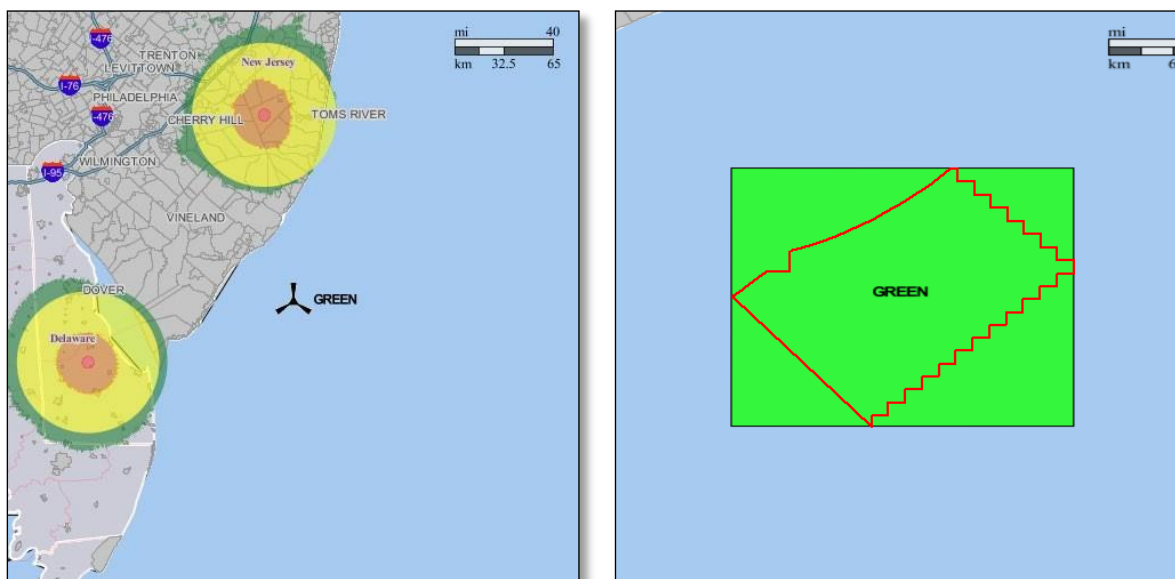 mi 40
km 32.5 65
I-476
TRENTON
LEVITTOWN
New Jersey
I-76
PHILADELPHIA
-476
CHERRY HILL
TOMS RIVER
WILMINGTON
I-95
VINELAND
DOVER
GREEN
Delaware
mi
km 6
GREEN